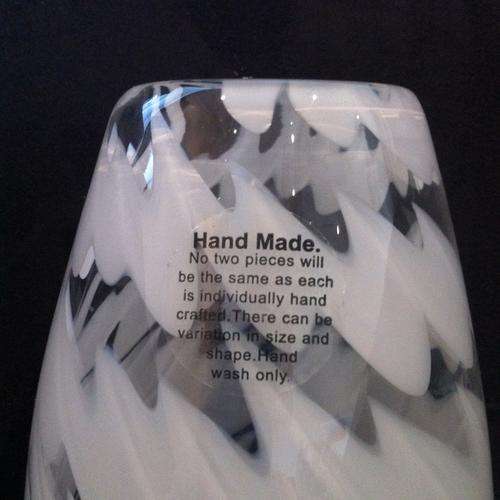 Hand Made.
No two pieces will
be the same as each
is individually hand
crafted.There can be
variation in size and
shape.Hand
wash only.